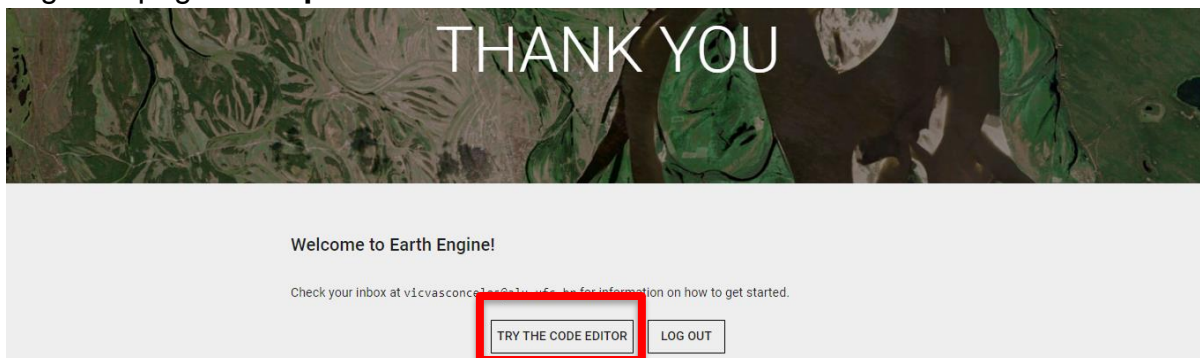 THANK YOU
Welcome to Earth Engine!
Check your inbox at for information on how to get started.
TRY THE CODE EDITOR
LOG OUT